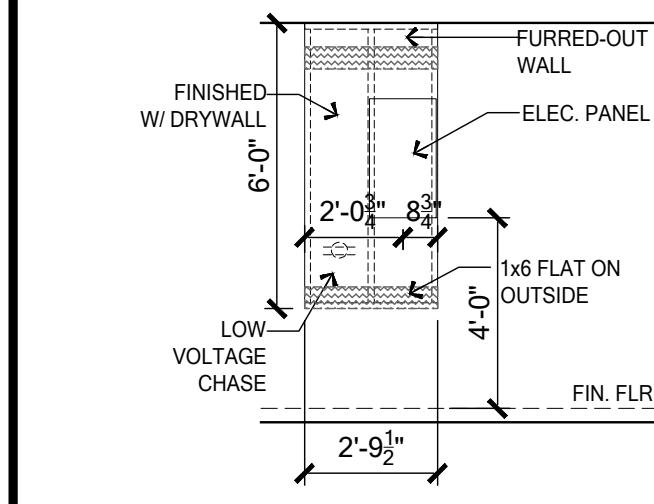 FURRED-OUT
WALL
FINISHED
W/ DRYWALL
ELEC. PANEL
6'-0"
2'-0¾"
8¾"
1x6 FLAT ON
OUTSIDE
4'-0"
LOW
VOLTAGE
CHASE
FIN. FLR
2'-9½"